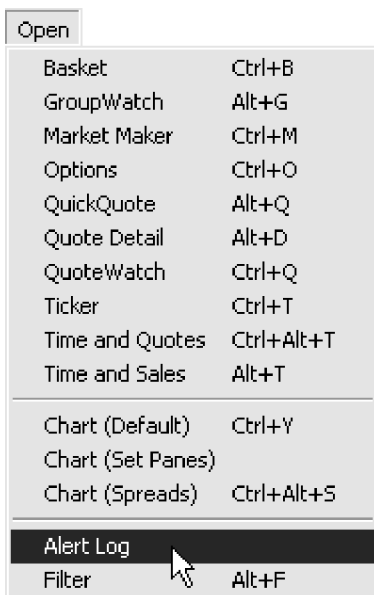 Open
Basket Ctrl+B
GroupWatch Alt+G
Market Maker Ctrl+M
Options Ctrl+O
QuickQuote Alt+Q
Quote Detail Alt+D
QuoteWatch Ctrl+Q
Ticker Ctrl+T
Time and Quotes Ctrl+Alt+T
Time and Sales Alt+T
Chart (Default) Ctrl+Y
Chart (Set Panes)
Chart (Spreads) Ctrl+Alt+S
Alert Log
Filter Alt+F